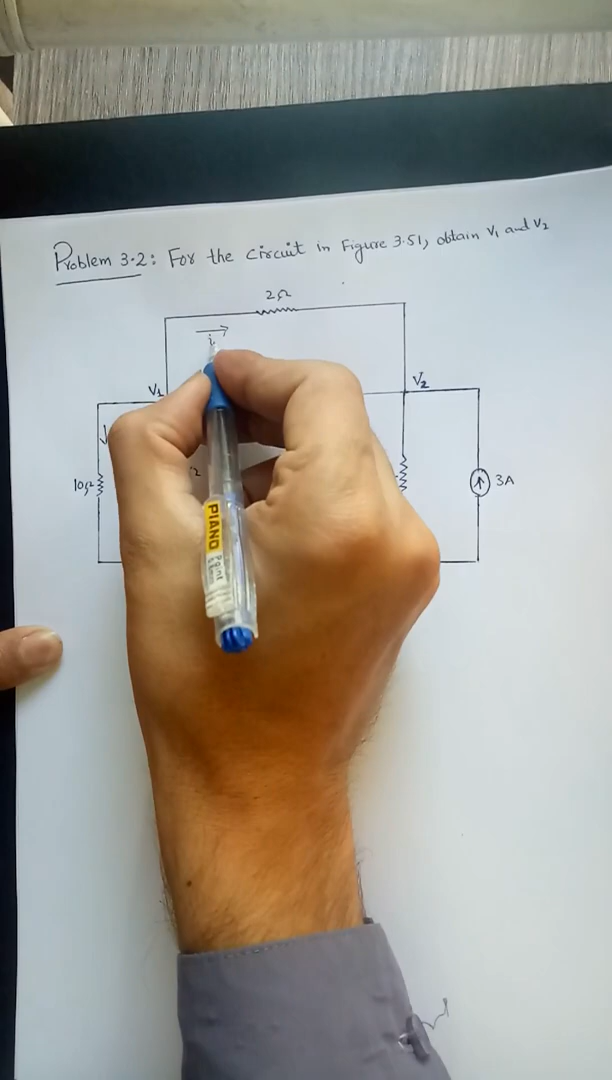 Problem 3.2: For the circuit in Figure 3.51, obtain V₁ and V₂
2Ω
i
V₁
V₂
10Ω
3A
PIANO
Point